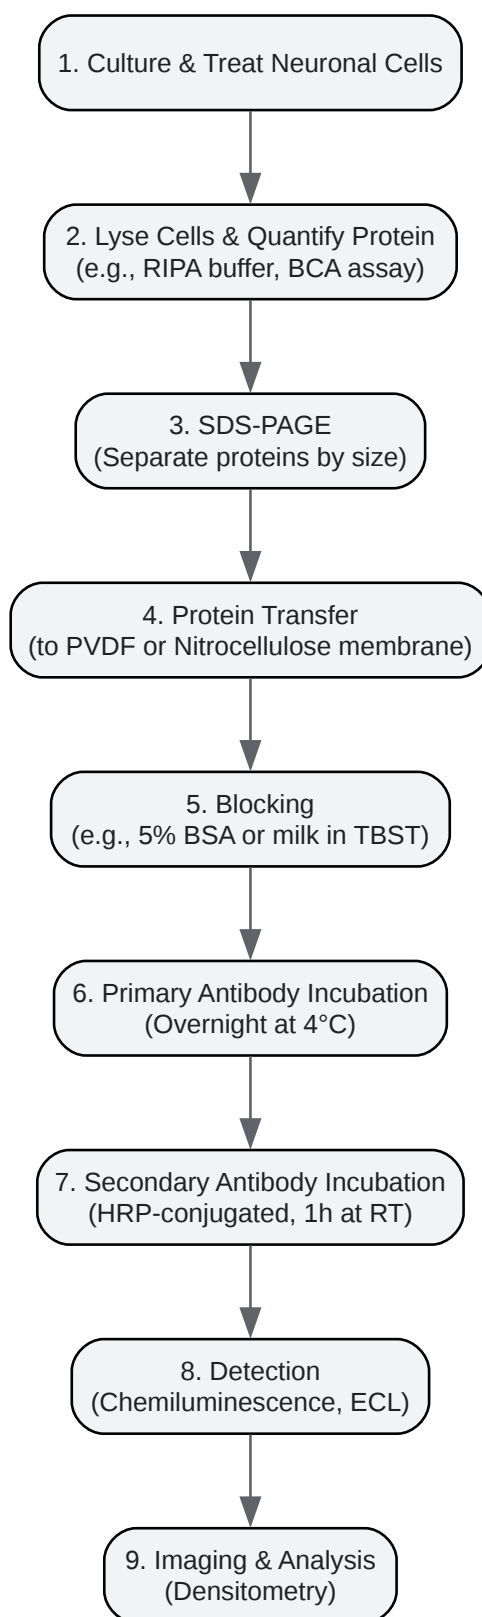 1. Culture & Treat Neuronal Cells
2. Lyse Cells & Quantify Protein
(e.g., RIPA buffer, BCA assay)
3. SDS-PAGE
(Separate proteins by size)
4. Protein Transfer
(to PVDF or Nitrocellulose membrane)
5. Blocking
(e.g., 5% BSA or milk in TBST)
6. Primary Antibody Incubation
(Overnight at 4°C)
7. Secondary Antibody Incubation
(HRP-conjugated, 1h at RT)
8. Detection
(Chemiluminescence, ECL)
9. Imaging & Analysis
(Densitometry)